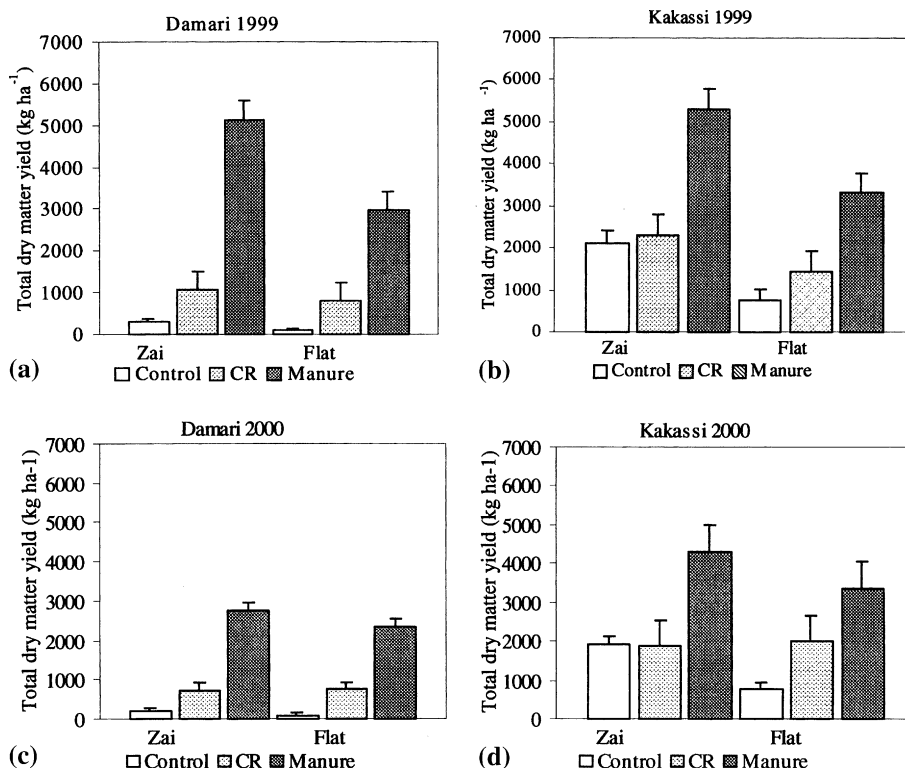 Damari 1999
Total dry matter yield (kg ha⁻¹)
7000
6000
5000
4000
3000
2000
1000
0
Zai Flat
(a)
Control CR Manure
Kakassi 1999
Total dry matter yield (kg ha ⁻¹)
7000
6000
5000
4000
3000
2000
1000
0
Zai Flat
(b)
Control CR Manure
Damari 2000
Total dry matter yield (kg ha-1)
7000
6000
5000
4000
3000
2000
1000
0
Zai Flat
(c)
Control CR Manure
Kakassi 2000
Total dry matter yield (kg ha-1)
7000
6000
5000
4000
3000
2000
1000
0
Zai Flat
(d)
Control CR Manure